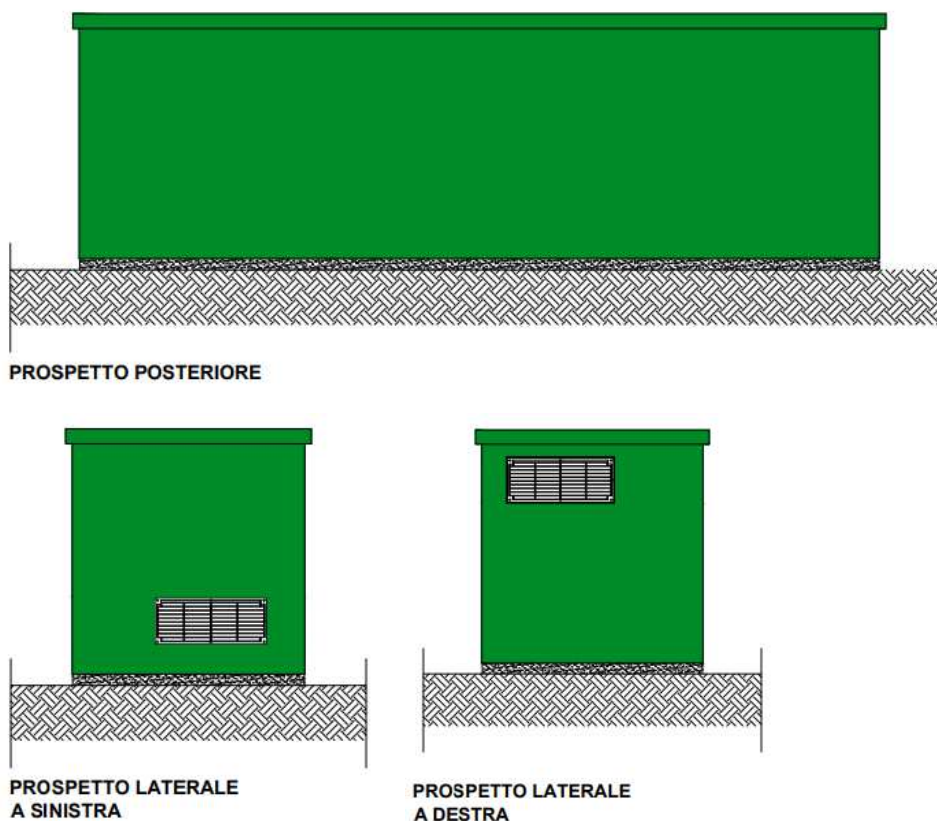 PROSPETTO POSTERIORE
PROSPETTO LATERALE
A SINISTRA
PROSPETTO LATERALE
A DESTRA